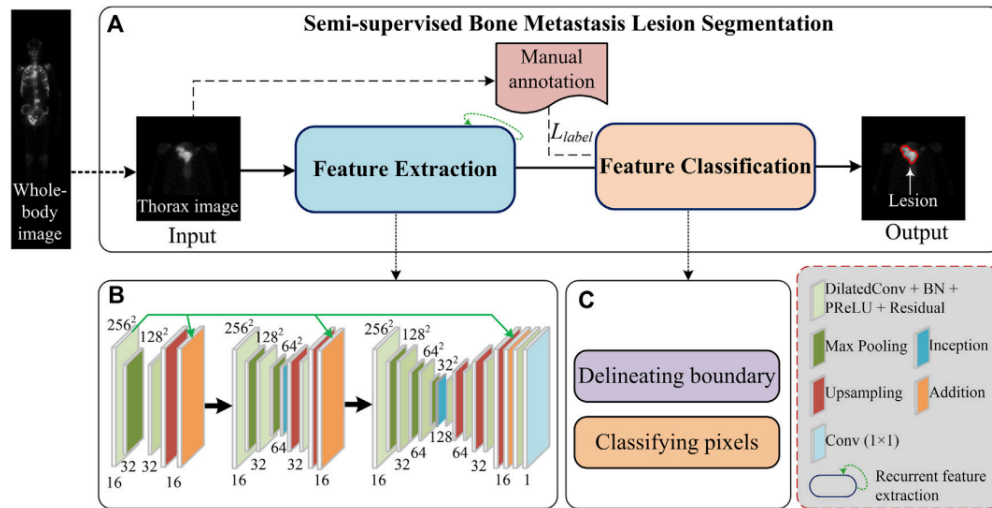 A
Semi-supervised Bone Metastasis Lesion Segmentation
Manual
annotation
L_label
Feature Extraction
Feature Classification
Whole-
body
image
Thorax image
Input
Lesion
Output
B
256²
128²
16
32
32
16
256²
128²
64²
16
32
64
32
16
256²
128²
64²
32²
16
32
64
128
64
32
16
1
C
Delineating boundary
Classifying pixels
DilatedConv + BN +
PReLU + Residual
Max Pooling
Inception
Upsampling
Addition
Conv (1×1)
Recurrent feature
extraction